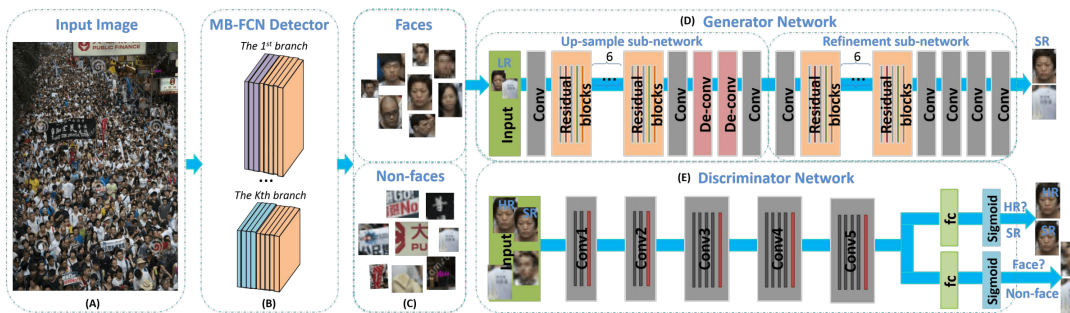 Input Image
PUBLIC FINANCE
(A)
MB-FCN Detector
The 1st branch
...
The Kth branch
(B)
Faces
Non-faces
No
大
(C)
(D) Generator Network
Up-sample sub-network
Refinement sub-network
LR
Input
Conv
Residual blocks
6
...
Residual blocks
Conv
De-conv
De-conv
Conv
Conv
Residual blocks
6
...
Residual blocks
Conv
Conv
Conv
Conv
SR
(E) Discriminator Network
HR
SR
Input
Conv1
Conv2
Conv3
Conv4
Conv5
fc
Sigmoid
HR?
SR
HR
SR
fc
Sigmoid
Face?
Non-face